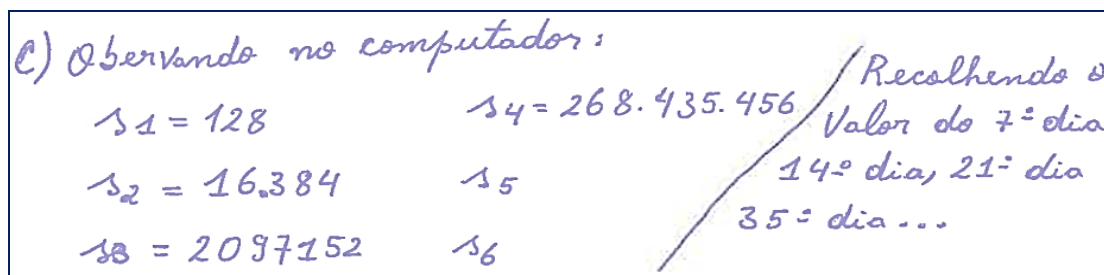 C) Obervando no computador:
s1 = 128
s2 = 16.384
s3 = 2097152
s4 = 268.435.456
s5
s6
Recolhendo o
Valor do 7º dia
14º dia, 21º dia
35º dia...